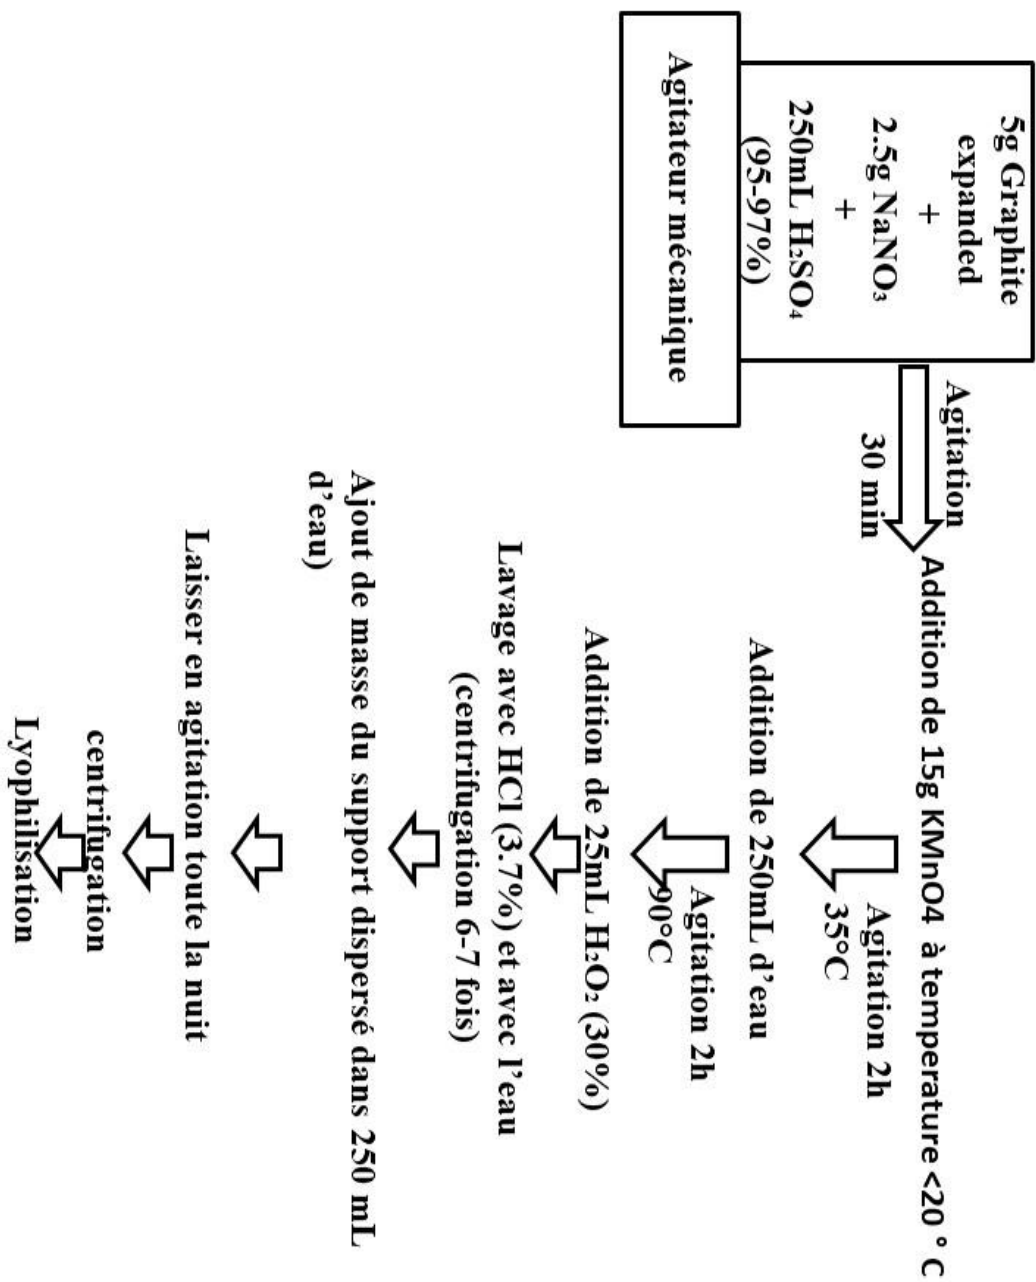 5g Graphite
expanded
+
2.5g NaNO₃
+
250mL H₂SO₄
(95-97%)
Agitateur mécanique
Agitation
30 min
Addition de 15g KMnO4 à temperature <20 ° C
Agitation 2h
35°C
Addition de 250mL d’eau
Agitation 2h
90°C
Addition de 25mL H₂O₂ (30%)
Lavage avec HCl (3.7%) et avec l’eau
(centrifugation 6-7 fois)
Ajout de masse du support dispersé dans 250 mL
d’eau)
Laisser en agitation toute la nuit
centrifugation
Lyophilisation